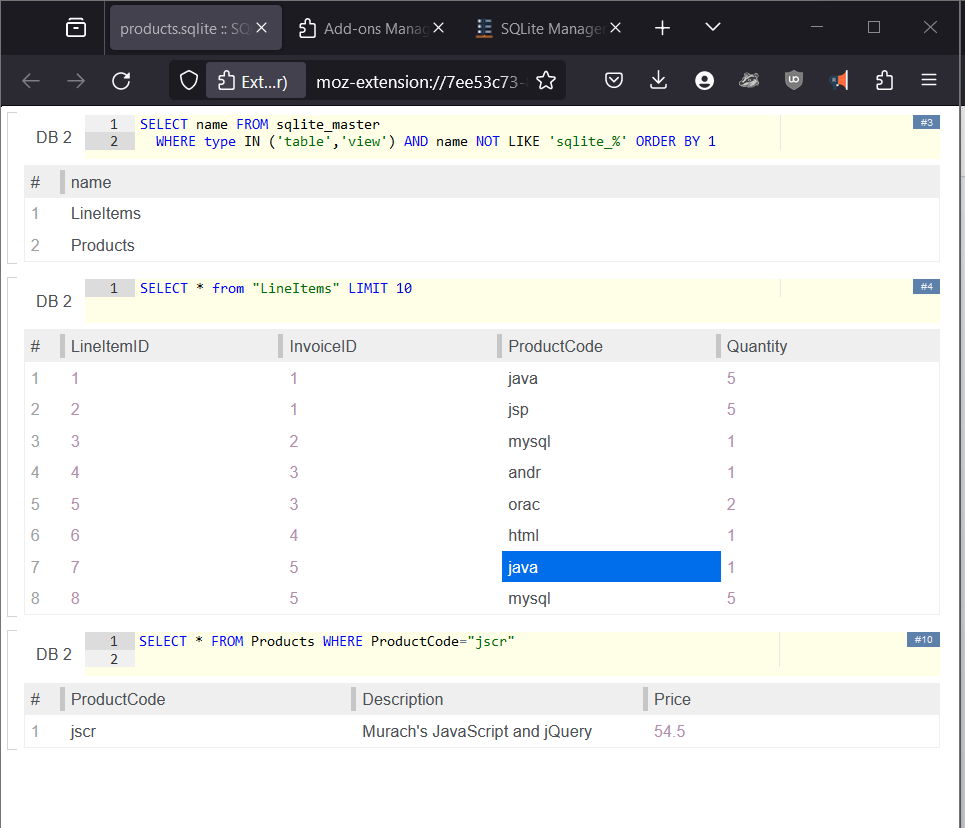 products.sqlite :: SQ
Add-ons Manag
SQLite Manage
Ext...r)
moz-extension://7ee53c73-
DB 2
1 SELECT name FROM sqlite_master
2 WHERE type IN ('table','view') AND name NOT LIKE 'sqlite_%' ORDER BY 1
#3
# name
1 LineItems
2 Products
DB 2
1 SELECT * from "LineItems" LIMIT 10
#4
# LineItemID InvoiceID ProductCode Quantity
1 1 1 java 5
2 2 1 jsp 5
3 3 2 mysql 1
4 4 3 andr 1
5 5 3 orac 2
6 6 4 html 1
7 7 5 java 1
8 8 5 mysql 5
DB 2
1 SELECT * FROM Products WHERE ProductCode="jscr"
2
#10
# ProductCode Description Price
1 jscr Murach's JavaScript and jQuery 54.5